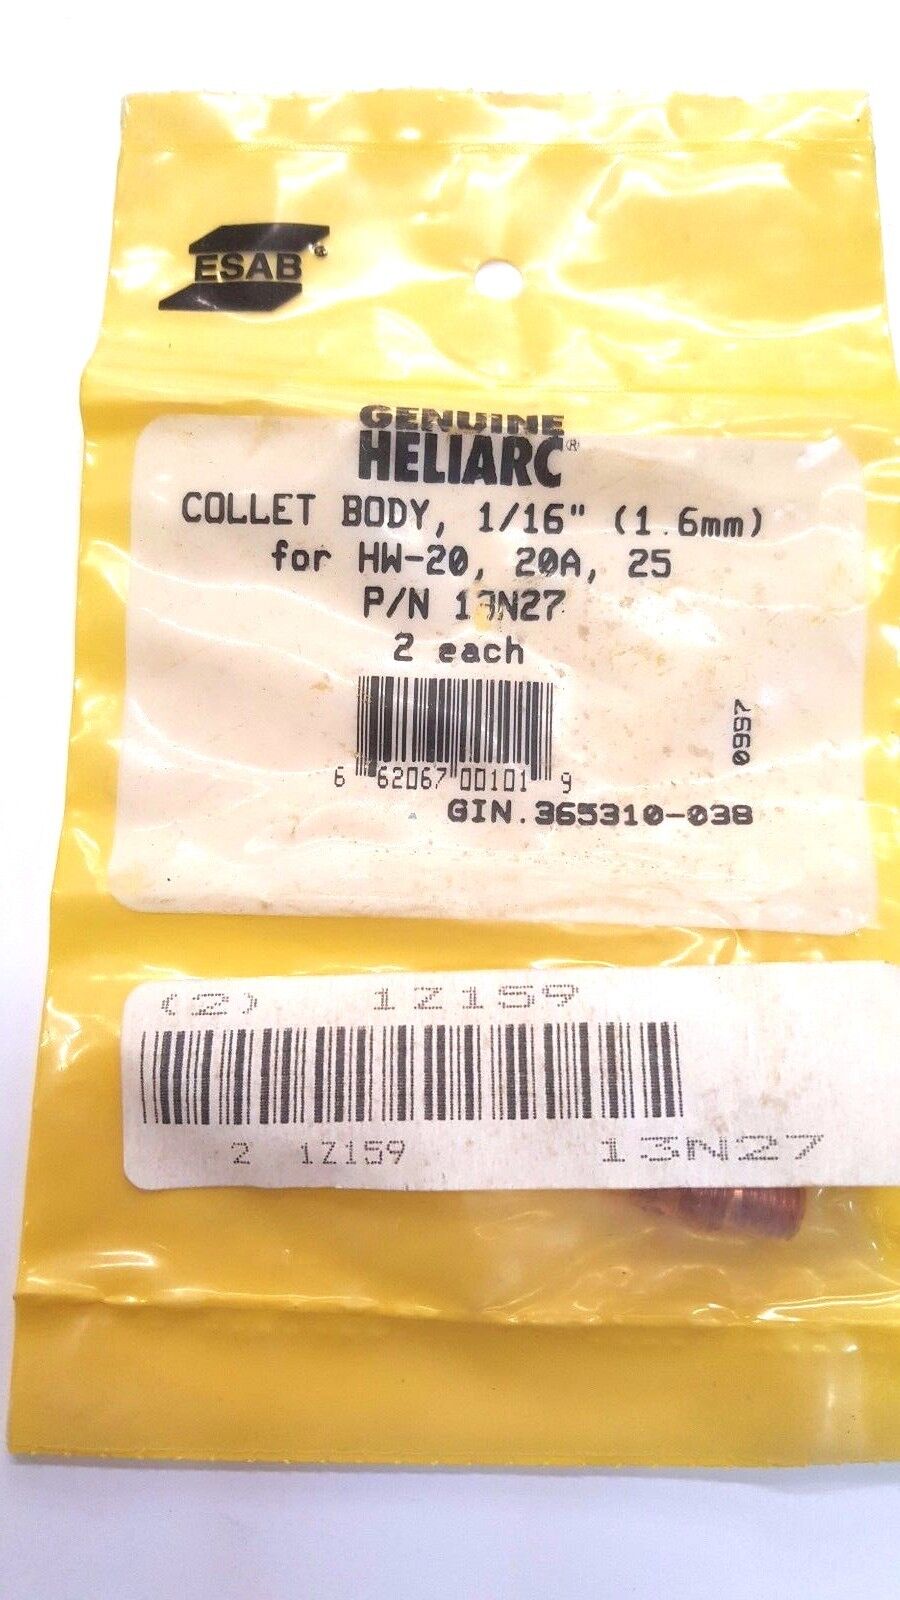 ESAB®
GENUINE
HELIARC®
COLLET BODY, 1/16" (1.6mm)
for HW-20, 20A, 25
P/N 13N27
2 each
0997
6 62067 00101 9
GIN.365310-038
(2) 1Z159
2 1Z159 13N27